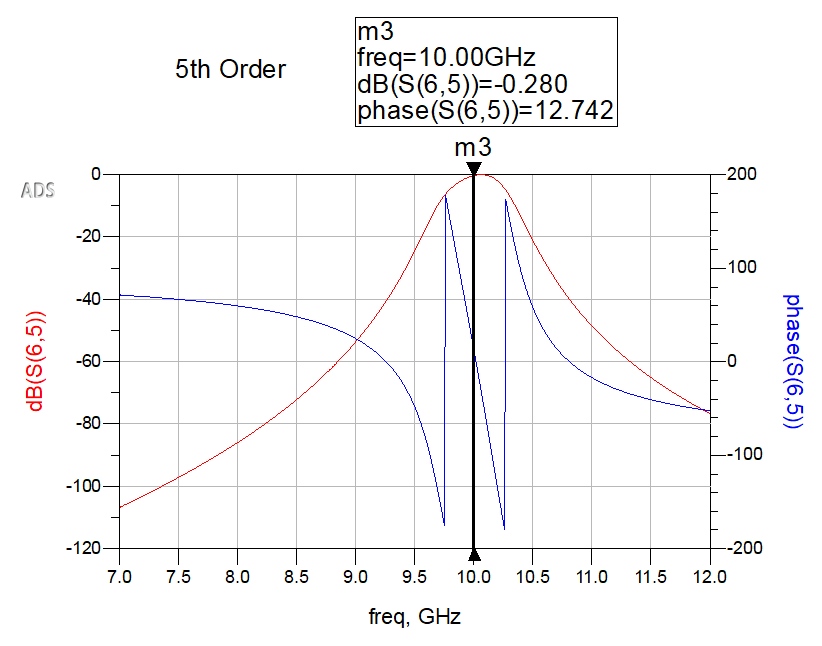 5th Order
m3
freq=10.00GHz
dB(S(6,5))=-0.280
phase(S(6,5))=12.742
m3
ADS
0
-20
-40
-60
-80
-100
-120
200
100
0
-100
-200
dB(S(6,5))
phase(S(6,5))
7.0 7.5 8.0 8.5 9.0 9.5 10.0 10.5 11.0 11.5 12.0
freq, GHz